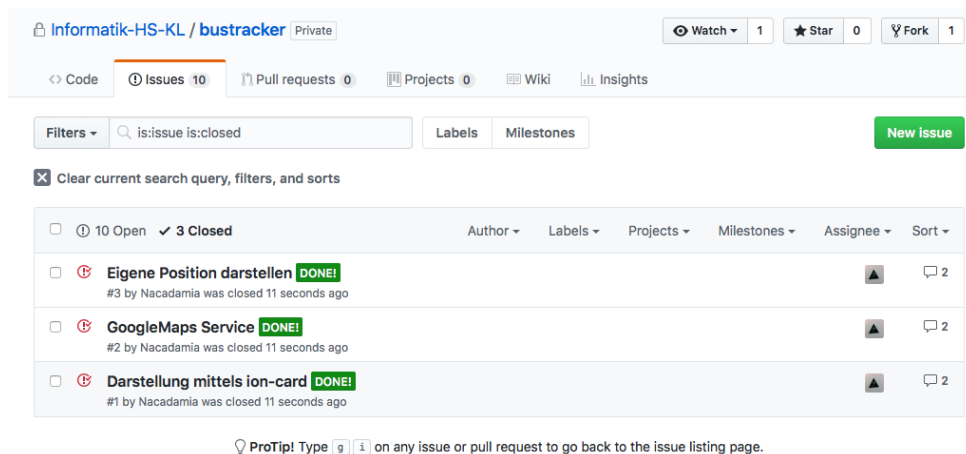 Informatik-HS-KL / bustracker Private
Watch 1 Star 0 Fork 1
Code Issues 10 Pull requests 0 Projects 0 Wiki Insights
Filters is:issue is:closed Labels Milestones New issue
Clear current search query, filters, and sorts
10 Open ✓ 3 Closed Author Labels Projects Milestones Assignee Sort
Eigene Position darstellen DONE! 2
#3 by Nacadamia was closed 11 seconds ago
GoogleMaps Service DONE! 2
#2 by Nacadamia was closed 11 seconds ago
Darstellung mittels ion-card DONE! 2
#1 by Nacadamia was closed 11 seconds ago
ProTip! Type g i on any issue or pull request to go back to the issue listing page.